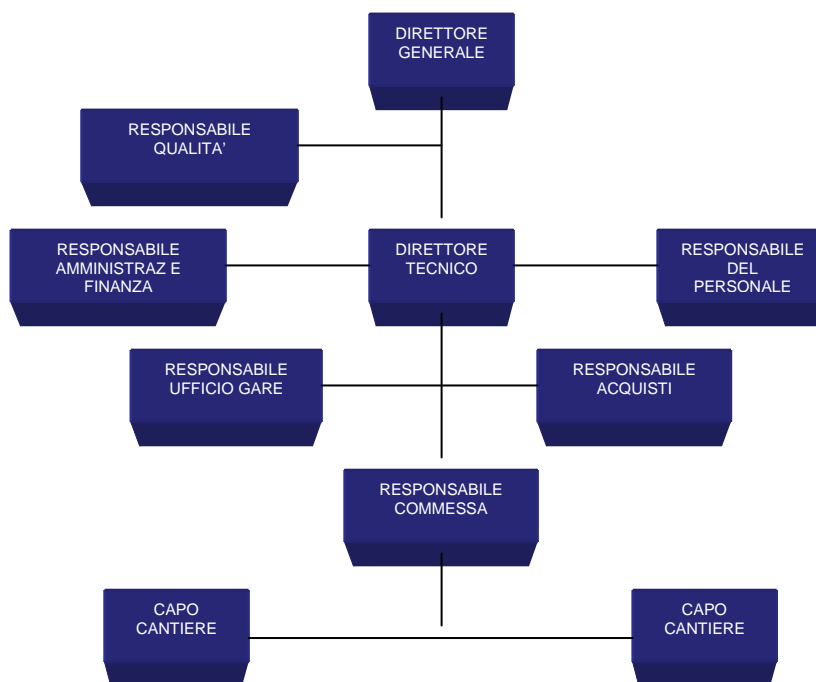 DIRETTORE
GENERALE
RESPONSABILE
QUALITA'
RESPONSABILE
AMMINISTRAZ E
FINANZA
DIRETTORE
TECNICO
RESPONSABILE
DEL
PERSONALE
RESPONSABILE
UFFICIO GARE
RESPONSABILE
ACQUISTI
RESPONSABILE
COMMESSA
CAPO
CANTIERE
CAPO
CANTIERE